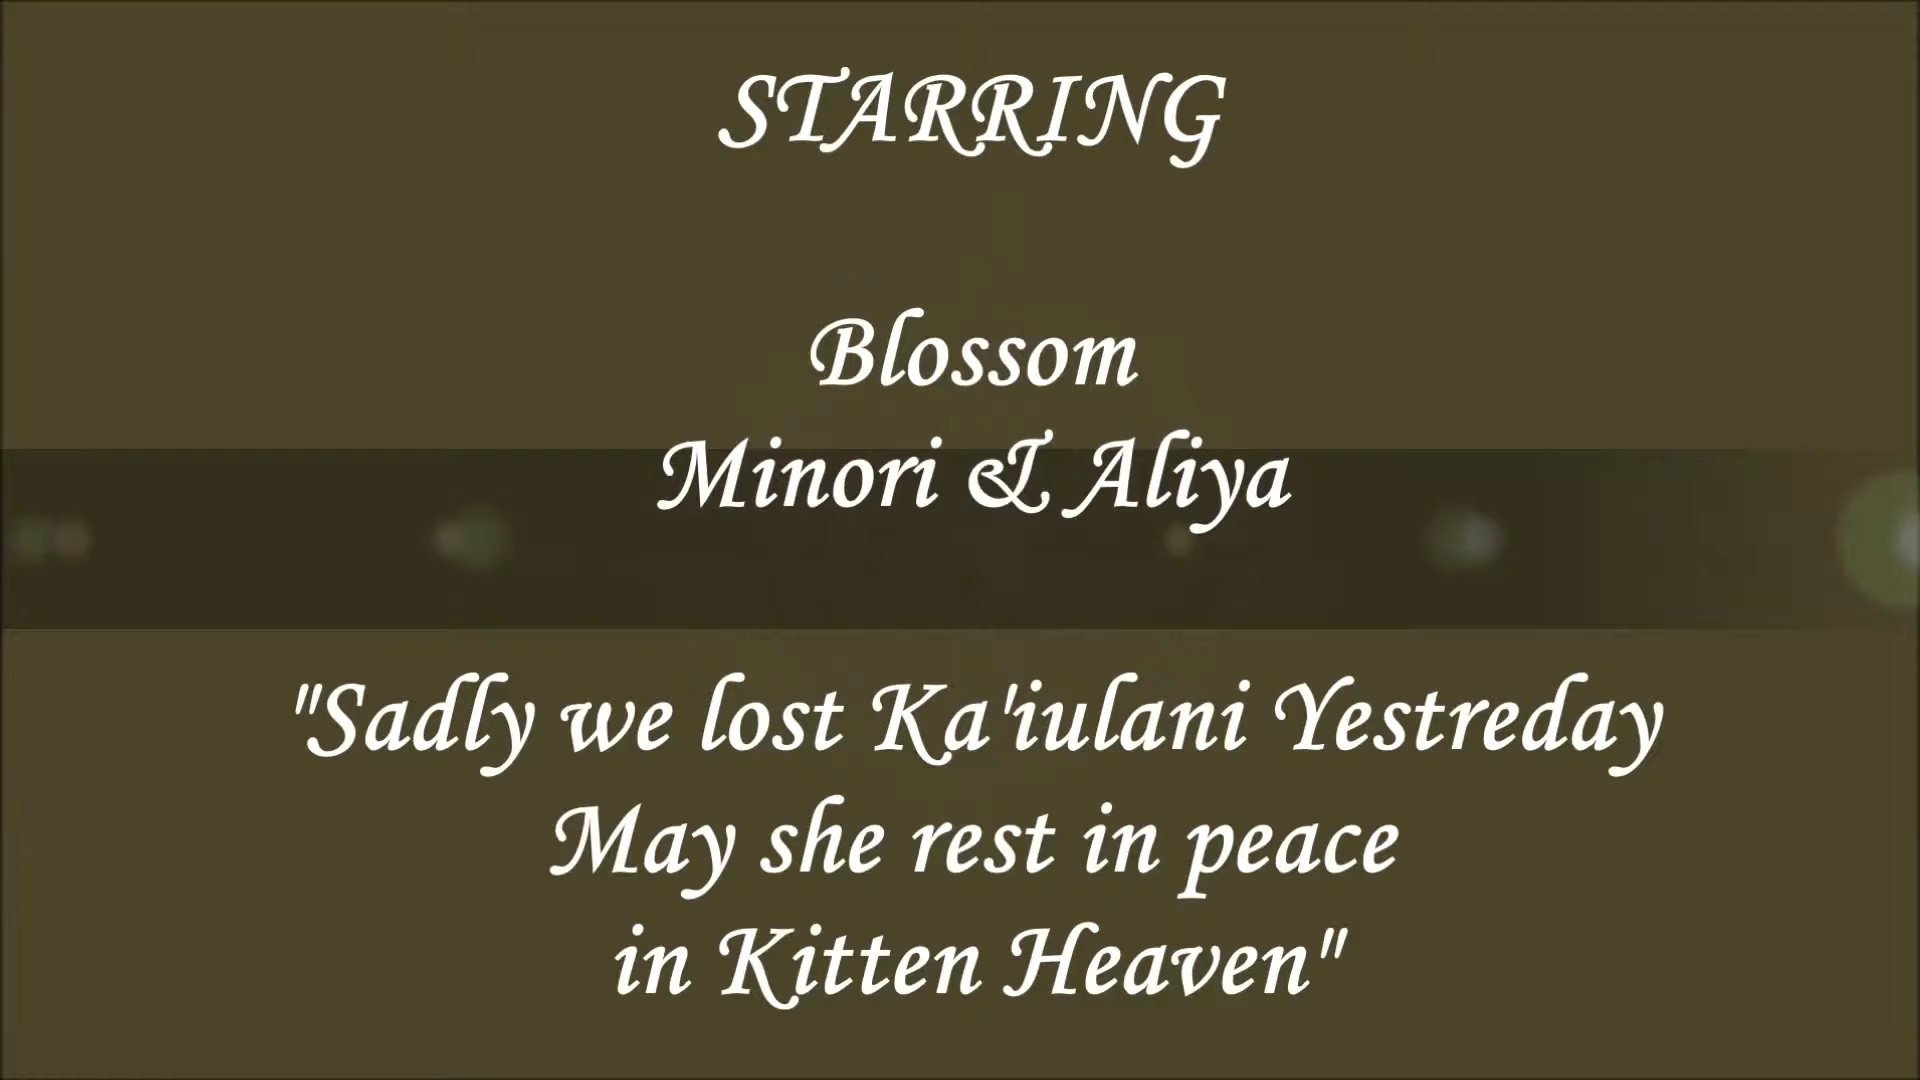 STARRING
Blossom
Minori & Aliya
"Sadly we lost Ka'iulani Yestreday
May she rest in peace
in Kitten Heaven"